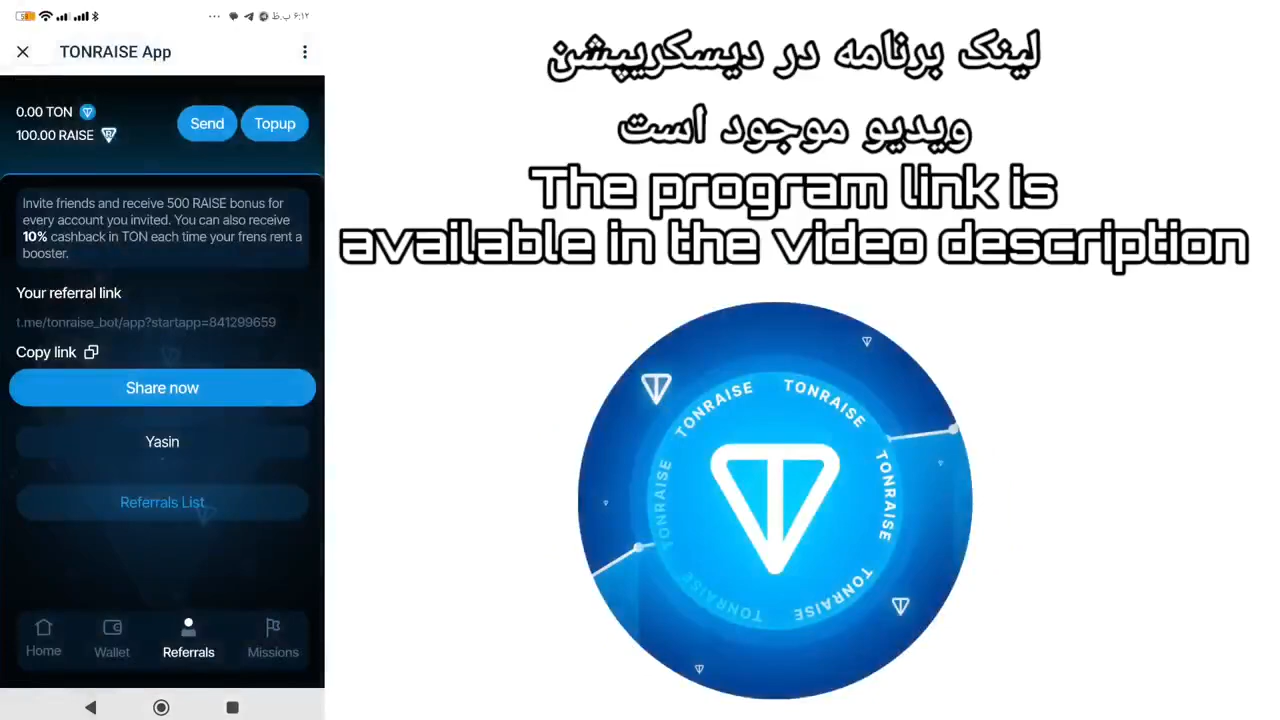 ۶:۱۲ ب.ظ
TONRAISE App
0.00 TON
100.00 RAISE
Send
Topup
Invite friends and receive 500 RAISE bonus for
every account you invited. You can also receive
10% cashback in TON each time your frens rent a
booster.
Your referral link
t.me/tonraise_bot/app?startapp=841299659
Copy link
Share now
Yasin
Referrals List
Home
Wallet
Referrals
Missions
لینک برنامه در دیسکریپشن
ویدیو موجود است
The program link is
available in the video description
TONRAISE
TONRAISE
TONRAISE
TONRAISE
TONRAISE
TONRAISE